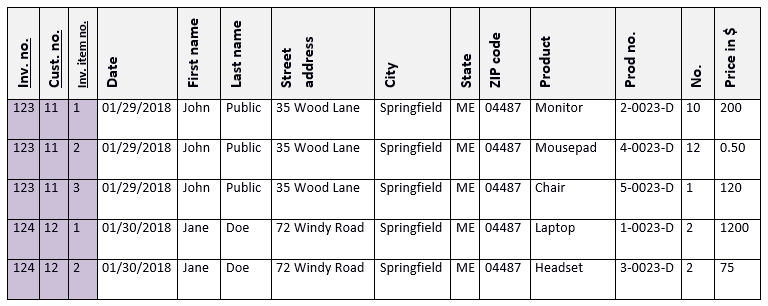 Inv. no. Cust. no. Inv. item no. Date First name Last name Street address City State ZIP code Product Prod no. No. Price in $
123 11 1 01/29/2018 John Public 35 Wood Lane Springfield ME 04487 Monitor 2-0023-D 10 200
123 11 2 01/29/2018 John Public 35 Wood Lane Springfield ME 04487 Mousepad 4-0023-D 12 0.50
123 11 3 01/29/2018 John Public 35 Wood Lane Springfield ME 04487 Chair 5-0023-D 1 120
124 12 1 01/30/2018 Jane Doe 72 Windy Road Springfield ME 04487 Laptop 1-0023-D 2 1200
124 12 2 01/30/2018 Jane Doe 72 Windy Road Springfield ME 04487 Headset 3-0023-D 2 75